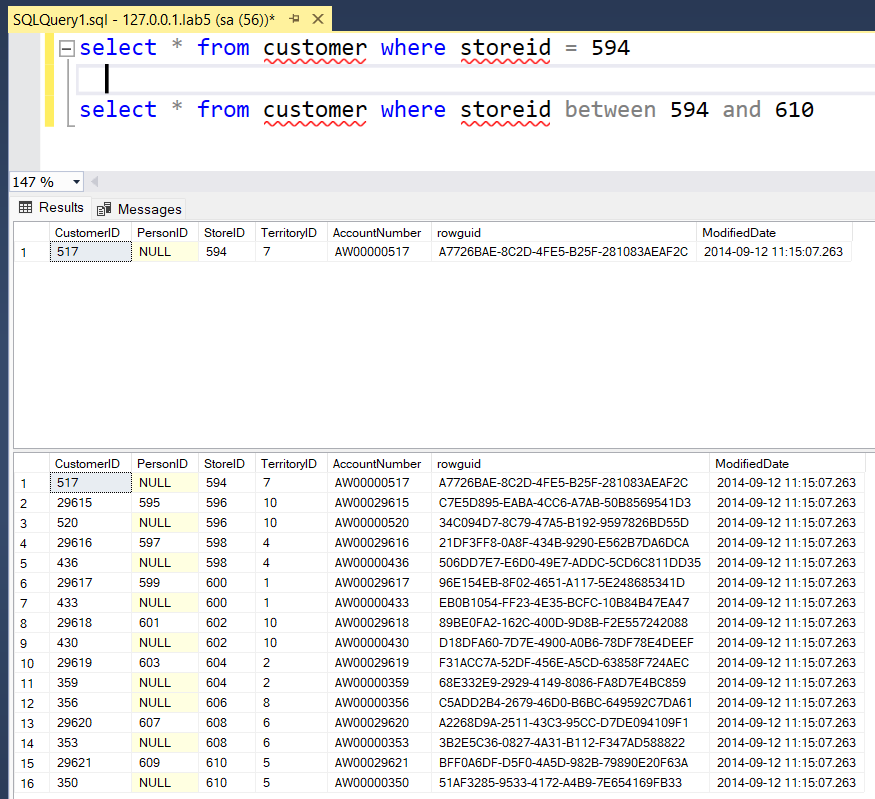 SQLQuery1.sql - 127.0.0.1.lab5 (sa (56))*
select * from customer where storeid = 594
select * from customer where storeid between 594 and 610
147 %
Results Messages
CustomerID PersonID StoreID TerritoryID AccountNumber rowguid ModifiedDate
1 517 NULL 594 7 AW00000517 A7726BAE-8C2D-4FE5-B25F-281083AEAF2C 2014-09-12 11:15:07.263
CustomerID PersonID StoreID TerritoryID AccountNumber rowguid ModifiedDate
1 517 NULL 594 7 AW00000517 A7726BAE-8C2D-4FE5-B25F-281083AEAF2C 2014-09-12 11:15:07.263
2 29615 595 596 10 AW00029615 C7E5D895-EABA-4CC6-A7AB-50B8569541D3 2014-09-12 11:15:07.263
3 520 NULL 596 10 AW00000520 34C094D7-8C79-47A5-B192-9597826BD55D 2014-09-12 11:15:07.263
4 29616 597 598 4 AW00029616 21DF3FF8-0A8F-434B-9290-E562B7DA6DCA 2014-09-12 11:15:07.263
5 436 NULL 598 4 AW00000436 506DD7E7-E6D0-49E7-ADDC-5CD6C811DD35 2014-09-12 11:15:07.263
6 29617 599 600 1 AW00029617 96E154EB-8F02-4651-A117-5E248685341D 2014-09-12 11:15:07.263
7 433 NULL 600 1 AW00000433 EB0B1054-FF23-4E35-BCFC-10B84B47EA47 2014-09-12 11:15:07.263
8 29618 601 602 10 AW00029618 89BE0FA2-162C-400D-9D8B-F2E557242088 2014-09-12 11:15:07.263
9 430 NULL 602 10 AW00000430 D18DFA60-7D7E-4900-A0B6-78DF78E4DEEF 2014-09-12 11:15:07.263
10 29619 603 604 2 AW00029619 F31ACC7A-52DF-456E-A5CD-63858F724AEC 2014-09-12 11:15:07.263
11 359 NULL 604 2 AW00000359 68E332E9-2929-4149-8086-FA8D7E4BC859 2014-09-12 11:15:07.263
12 356 NULL 606 8 AW00000356 C5ADD2B4-2679-46D0-B6BC-649592C7DA61 2014-09-12 11:15:07.263
13 29620 607 608 6 AW00029620 A2268D9A-2511-43C3-95CC-D7DE094109F1 2014-09-12 11:15:07.263
14 353 NULL 608 6 AW00000353 3B2E5C36-0827-4A31-B112-F347AD588822 2014-09-12 11:15:07.263
15 29621 609 610 5 AW00029621 BFF0A6DF-D5F0-4A5D-982B-79890E20F63A 2014-09-12 11:15:07.263
16 350 NULL 610 5 AW00000350 51AF3285-9533-4172-A4B9-7E654169FB33 2014-09-12 11:15:07.263